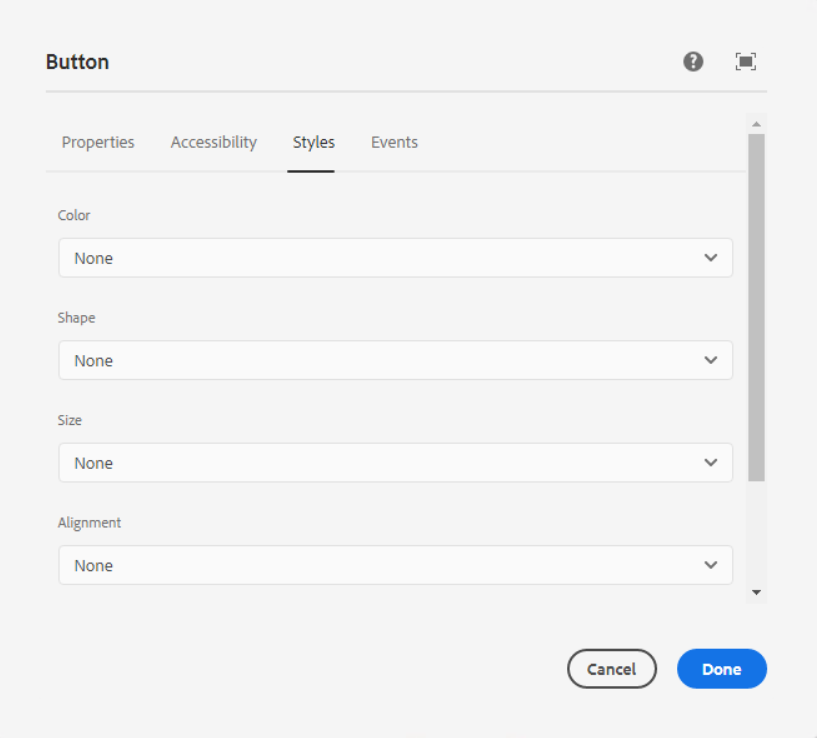 Button
Properties Accessibility Styles Events
Color
None
Shape
None
Size
None
Alignment
None
Cancel Done